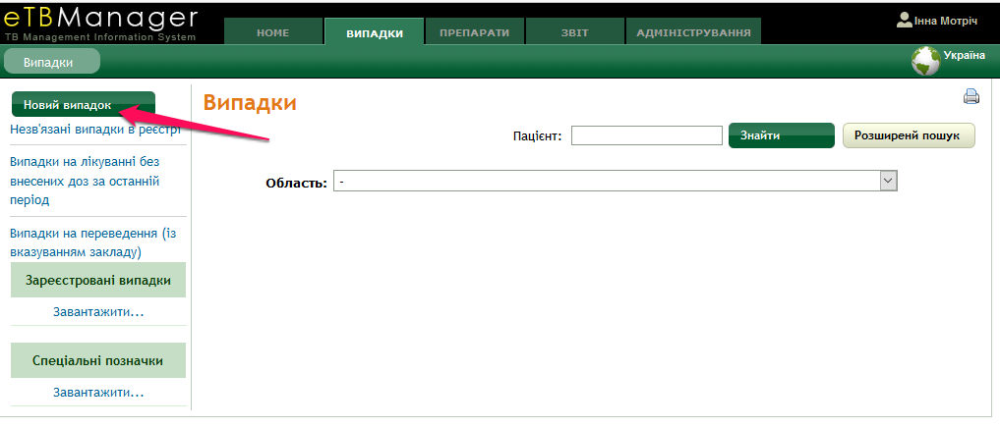 eTBManager
TB Management Information System
HOME
ВИПАДКИ
ПРЕПАРАТИ
ЗВІТ
АДМІНІСТРУВАННЯ
Інна Мотріч
Випадки
Україна
Новий випадок
Незв'язані випадки в реєстрі
Випадки на лікуванні без
внесених доз за останній
період
Випадки на переведення (із
вказуванням закладу)
Зареєстровані випадки
Завантажити...
Спеціальні позначки
Завантажити...
Випадки
Пацієнт:
Знайти
Розширенй пошук
Область:
-